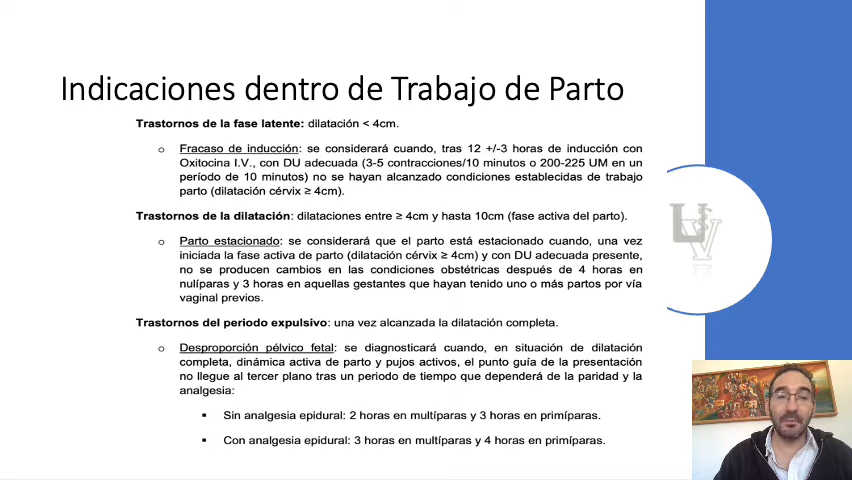 Indicaciones dentro de Trabajo de Parto
Trastornos de la fase latente: dilatación < 4cm.
o Fracaso de inducción: se considerará cuando, tras 12 +/-3 horas de inducción con
Oxitocina I.V., con DU adecuada (3-5 contracciones/10 minutos o 200-225 UM en un
período de 10 minutos) no se hayan alcanzado condiciones establecidas de trabajo
parto (dilatación cérvix ≥ 4cm).
Trastornos de la dilatación: dilataciones entre ≥ 4cm y hasta 10cm (fase activa del parto).
o Parto estacionado: se considerará que el parto está estacionado cuando, una vez
iniciada la fase activa de parto (dilatación cérvix ≥ 4cm) y con DU adecuada presente,
no se producen cambios en las condiciones obstétricas después de 4 horas en
nulíparas y 3 horas en aquellas gestantes que hayan tenido uno o más partos por vía
vaginal previos.
Trastornos del periodo expulsivo: una vez alcanzada la dilatación completa.
o Desproporción pélvico fetal: se diagnosticará cuando, en situación de dilatación
completa, dinámica activa de parto y pujos activos, el punto guía de la presentación
no llegue al tercer plano tras un periodo de tiempo que dependerá de la paridad y la
analgesia:
▪ Sin analgesia epidural: 2 horas en multíparas y 3 horas en primíparas.
▪ Con analgesia epidural: 3 horas en multíparas y 4 horas en primíparas.